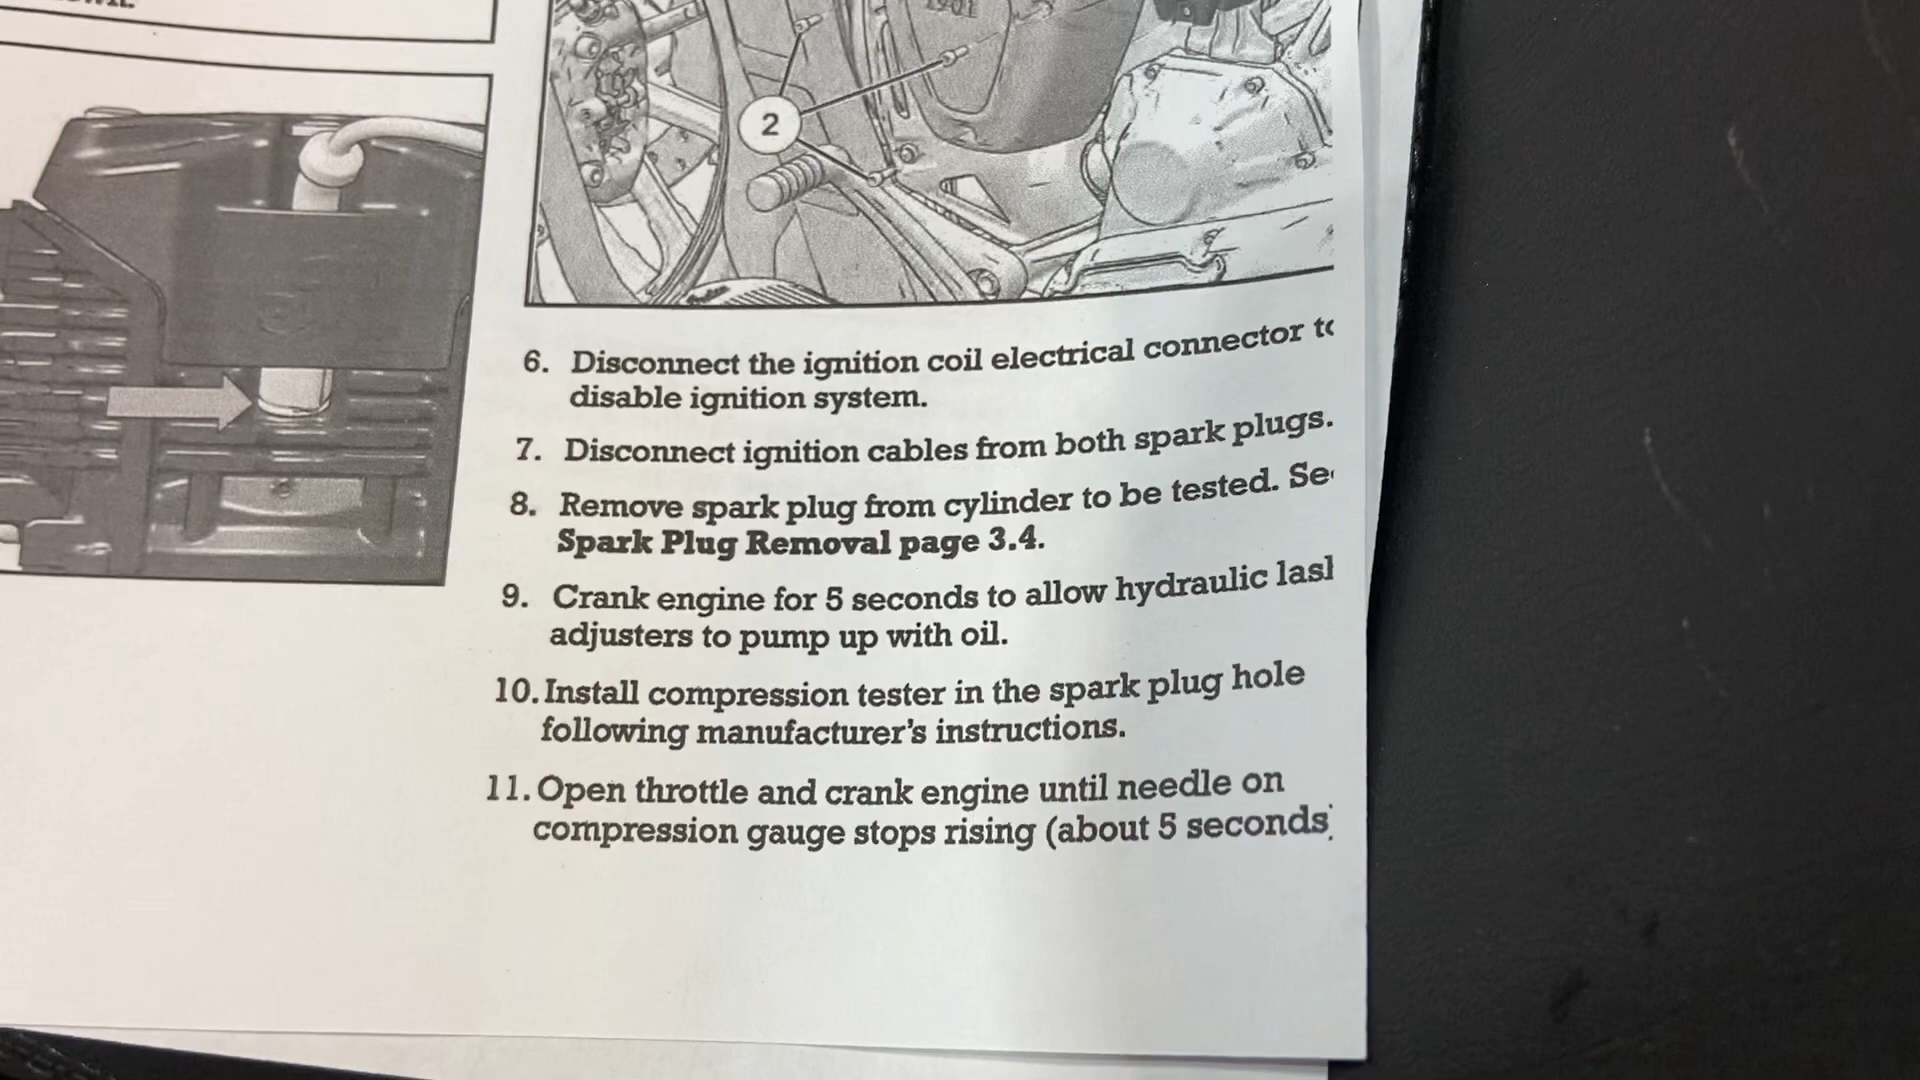 2
6. Disconnect the ignition coil electrical connector
disable ignition system.
7. Disconnect ignition cables from both spark plugs.
8. Remove spark plug from cylinder to be tested.
Spark Plug Removal page 3.4.
9. Crank engine for 5 seconds to allow hydraulic
adjusters to pump up with oil.
10. Install compression tester in the spark plug hole
following manufacturer's instructions.
11. Open throttle and crank engine until needle on
compression gauge stops rising (about 5 seconds)